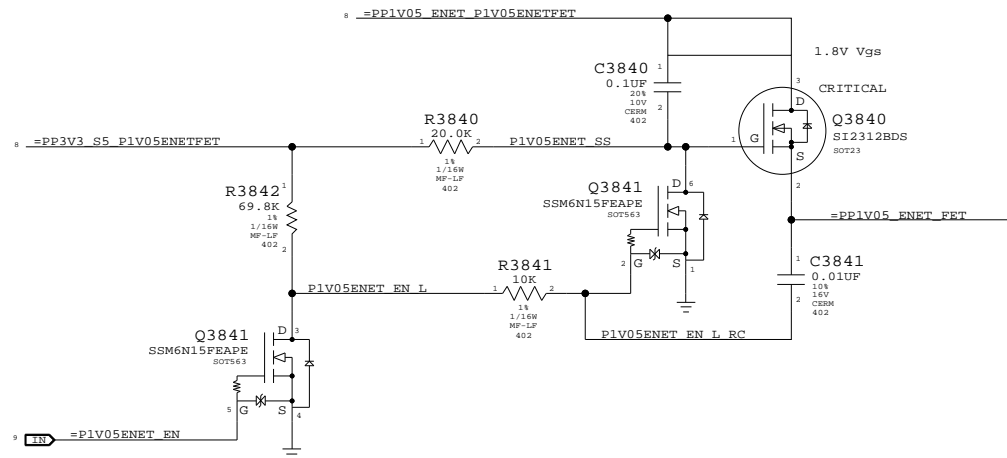 8 =PP1V05_ENET_P1V05ENETFET
1.8V Vgs
C3840
0.1UF
20%
10V
CERM
402
1
2
3
CRITICAL
D
Q3840
SI2312BDS
SOT23
1 G
S
2
R3840
20.0K
1 2
1%
1/16W
MF-LF
402
P1V05ENET_SS
8 =PP3V3_S5_P1V05ENETFET
R3842
69.8K
1%
1/16W
MF-LF
402
1
2
Q3841
SSM6N15FEAPE
SOT563
D 6
2 G S 1
=PP1V05_ENET_FET
C3841
0.01UF
10%
16V
CERM
402
1
2
P1V05ENET_EN_L
R3841
10K
1 2
1%
1/16W
MF-LF
402
P1V05ENET_EN_L_RC
Q3841
SSM6N15FEAPE
SOT563
D 3
5 G S 4
9 IN =P1V05ENET_EN